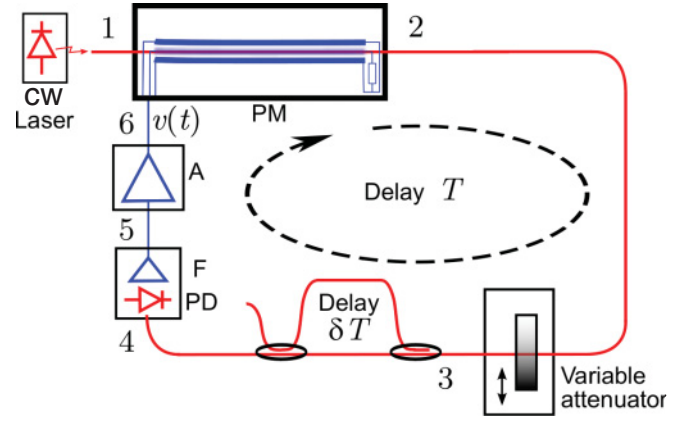 1
2
CW
Laser
PM
6 v(t)
A
Delay T
5
F
PD
Delay
δT
4
3
Variable
attenuator